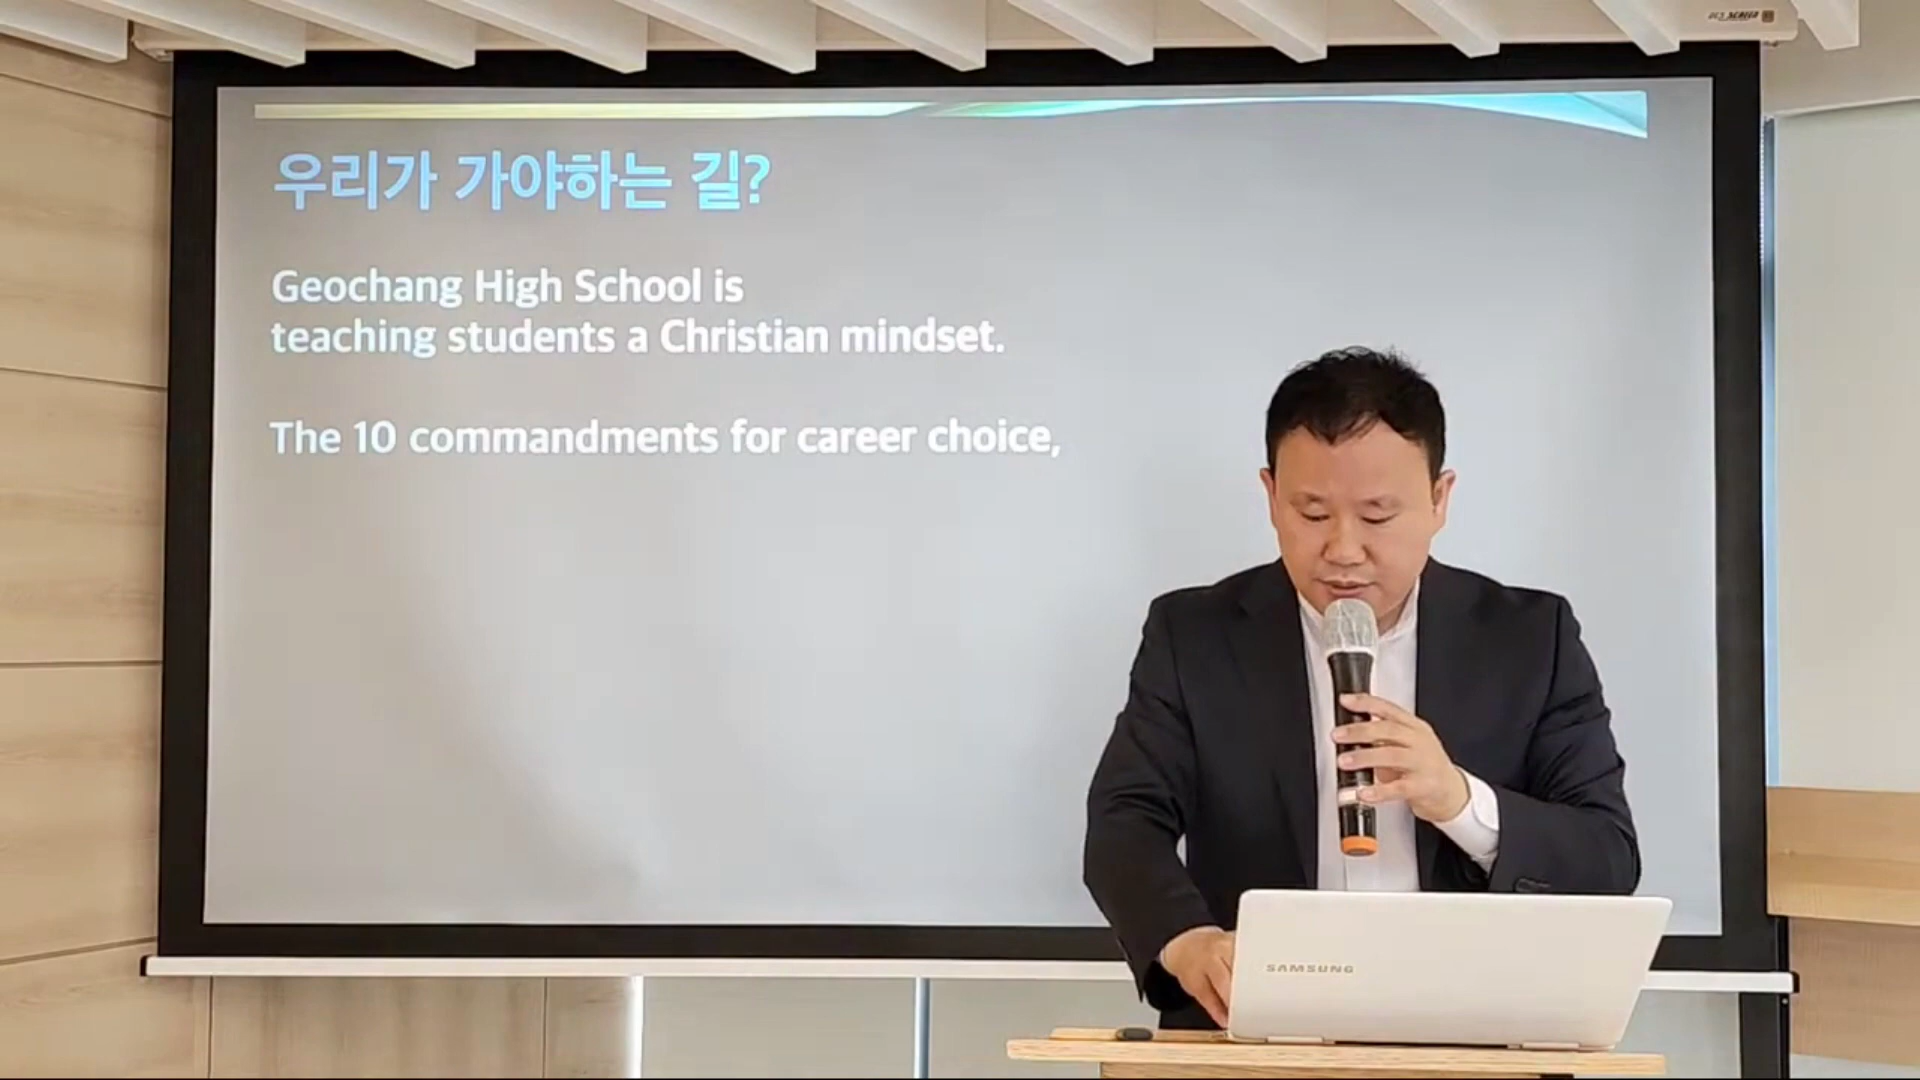 우리가 가야하는 길?
Geochang High School is
teaching students a Christian mindset.
The 10 commandments for career choice,
SAMSUNG